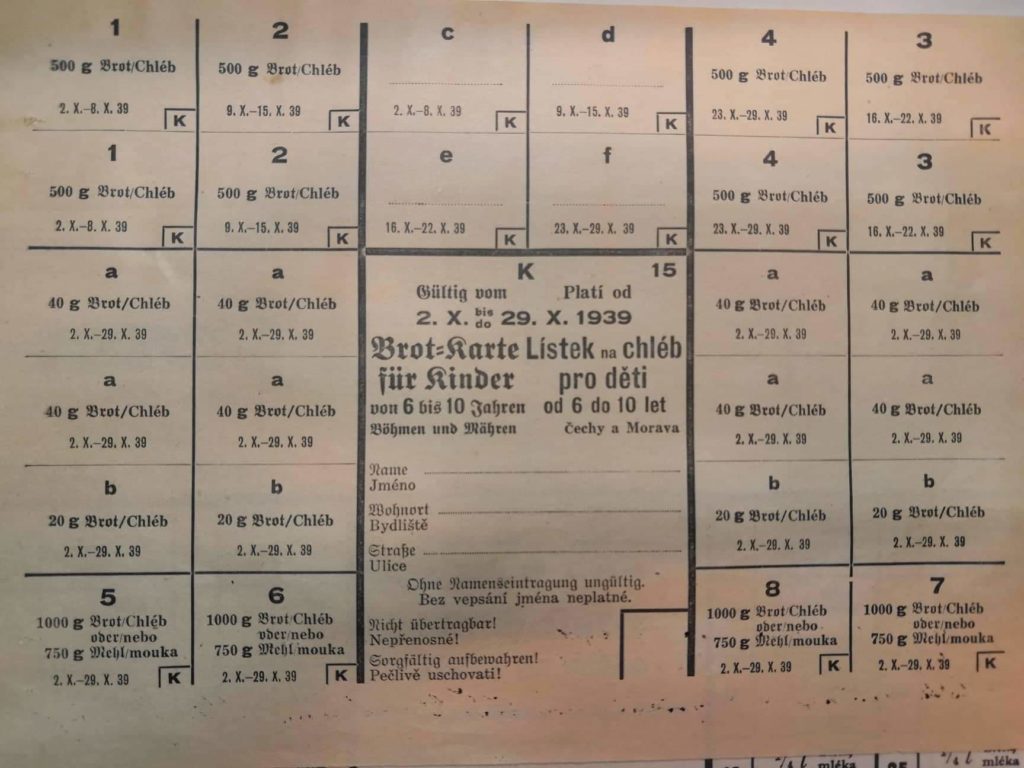 1
500 g Brot/Chléb
2. X.–8. X. 39
K
2
500 g Brot/Chléb
9. X.–15. X. 39
K
c
2. X.–8. X. 39
K
d
9. X.–15. X. 39
K
4
500 g Brot/Chléb
23. X.–29. X. 39
K
3
500 g Brot/Chléb
16. X.–22. X. 39
K
1
500 g Brot/Chléb
2. X.–8. X. 39
K
2
500 g Brot/Chléb
9. X.–15. X. 39
K
e
16. X.–22. X. 39
K
f
23. X.–29. X. 39
K
4
500 g Brot/Chléb
23. X.–29. X. 39
K
3
500 g Brot/Chléb
16. X.–22. X. 39
K
a
40 g Brot/Chléb
2. X.–29. X. 39
a
40 g Brot/Chléb
2. X.–29. X. 39
a
40 g Brot/Chléb
2. X.–29. X. 39
a
40 g Brot/Chléb
2. X.–29. X. 39
a
40 g Brot/Chléb
2. X.–29. X. 39
a
40 g Brot/Chléb
2. X.–29. X. 39
a
40 g Brot/Chléb
2. X.–29. X. 39
a
40 g Brot/Chléb
2. X.–29. X. 39
b
20 g Brot/Chléb
2. X.–29. X. 39
b
20 g Brot/Chléb
2. X.–29. X. 39
b
20 g Brot/Chléb
2. X.–29. X. 39
b
20 g Brot/Chléb
2. X.–29. X. 39
K 15
Gültig vom Platí od
2. X. bis do 29. X. 1939
Brot-Karte Lístek na chléb
für Kinder pro děti
von 6 bis 10 Jahren od 6 do 10 let
Böhmen und Mähren Čechy a Morava
Name
Jméno
Wohnort
Bydliště
Straße
Ulice
Ohne Namenseintragung ungültig.
Bez vepsání jména neplatné.
Nicht übertragbar!
Nepřenosné!
Sorgfältig aufbewahren!
Pečlivě uschovati!
5
1000 g Brot/Chléb
oder/nebo
750 g Mehl/mouka
2. X.–29. X. 39
K
6
1000 g Brot/Chléb
oder/nebo
750 g Mehl/mouka
2. X.–29. X. 39
K
8
1000 g Brot/Chléb
oder/nebo
750 g Mehl/mouka
2. X.–29. X. 39
K
7
1000 g Brot/Chléb
oder/nebo
750 g Mehl/mouka
2. X.–29. X. 39
K
mléka
mléka